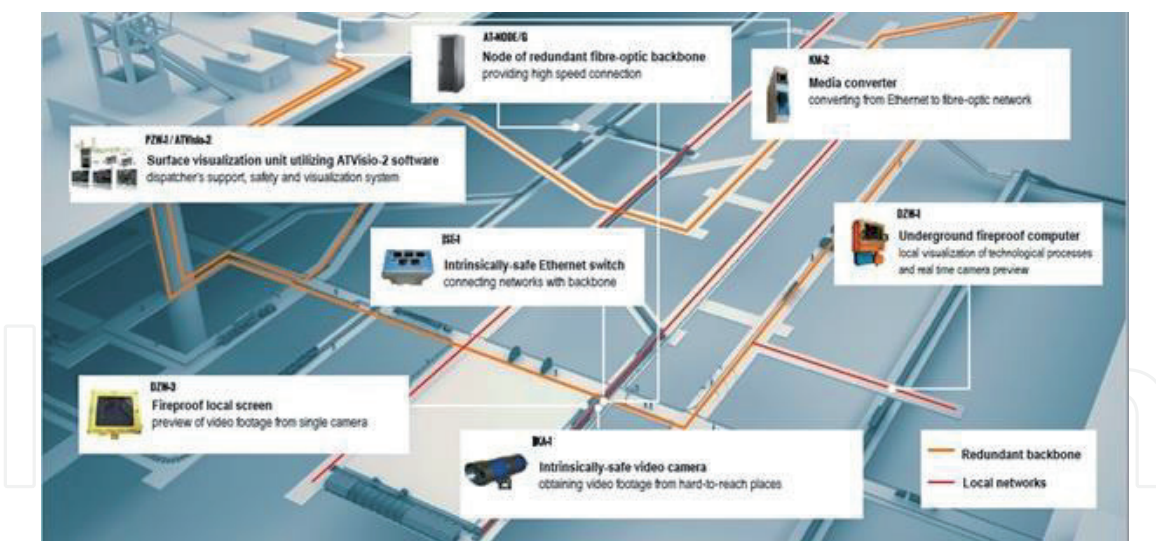 AT-NODE/G
Node of redundant fibre-optic backbone
providing high speed connection
KM-2
Media converter
converting from Ethernet to fibre-optic network
PZW-1 / ATVisio-2
Surface visualization unit utilizing ATVisio-2 software
dispatcher's support, safety and visualization system
DZW-1
Underground fireproof computer
local visualization of technological processes
and real time camera preview
Intrinsically-safe Ethernet switch
connecting networks with backbone
DZW-3
Fireproof local screen
preview of video footage from single camera
Intrinsically-safe video camera
obtaining video footage from hard-to-reach places
Redundant backbone
Local networks